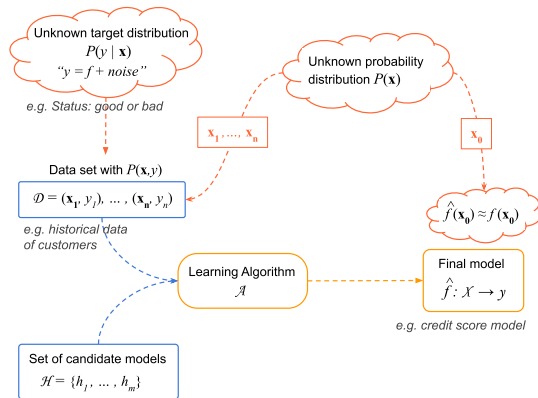 Unknown target distribution
P(y | x)
“y = f + noise”
e.g. Status: good or bad
Unknown probability
distribution P(x)
x1, ..., xn
x0
Data set with P(x,y)
𝒟 = (x1, y1), ... , (xn, yn)
e.g. historical data
of customers
f̂(x0) ≈ f(x0)
Learning Algorithm
𝒜
Final model
f̂ : 𝒳 → y
e.g. credit score model
Set of candidate models
ℋ = {h1, ... , hm}